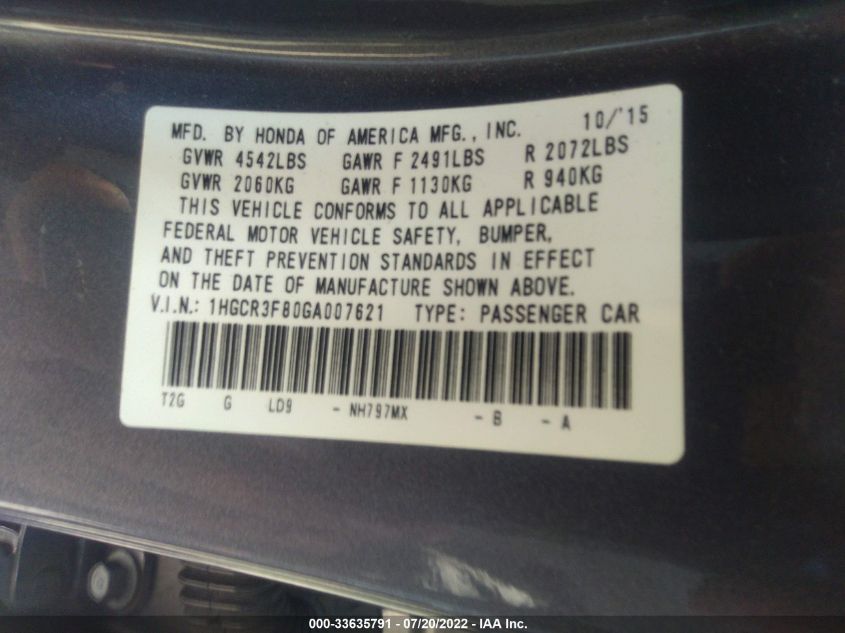 MFD. BY HONDA OF AMERICA MFG., INC. 10/'15
GVWR 4542LBS GAWR F 2491LBS R 2072LBS
GVWR 2060KG GAWR F 1130KG R 940KG
THIS VEHICLE CONFORMS TO ALL APPLICABLE
FEDERAL MOTOR VEHICLE SAFETY, BUMPER,
AND THEFT PREVENTION STANDARDS IN EFFECT
ON THE DATE OF MANUFACTURE SHOWN ABOVE.
V.I.N.: 1HGCR3F80GA007621 TYPE: PASSENGER CAR
T2G G LD9 - NH797MX - B - A
000-33635791 - 07/20/2022 - IAA Inc.